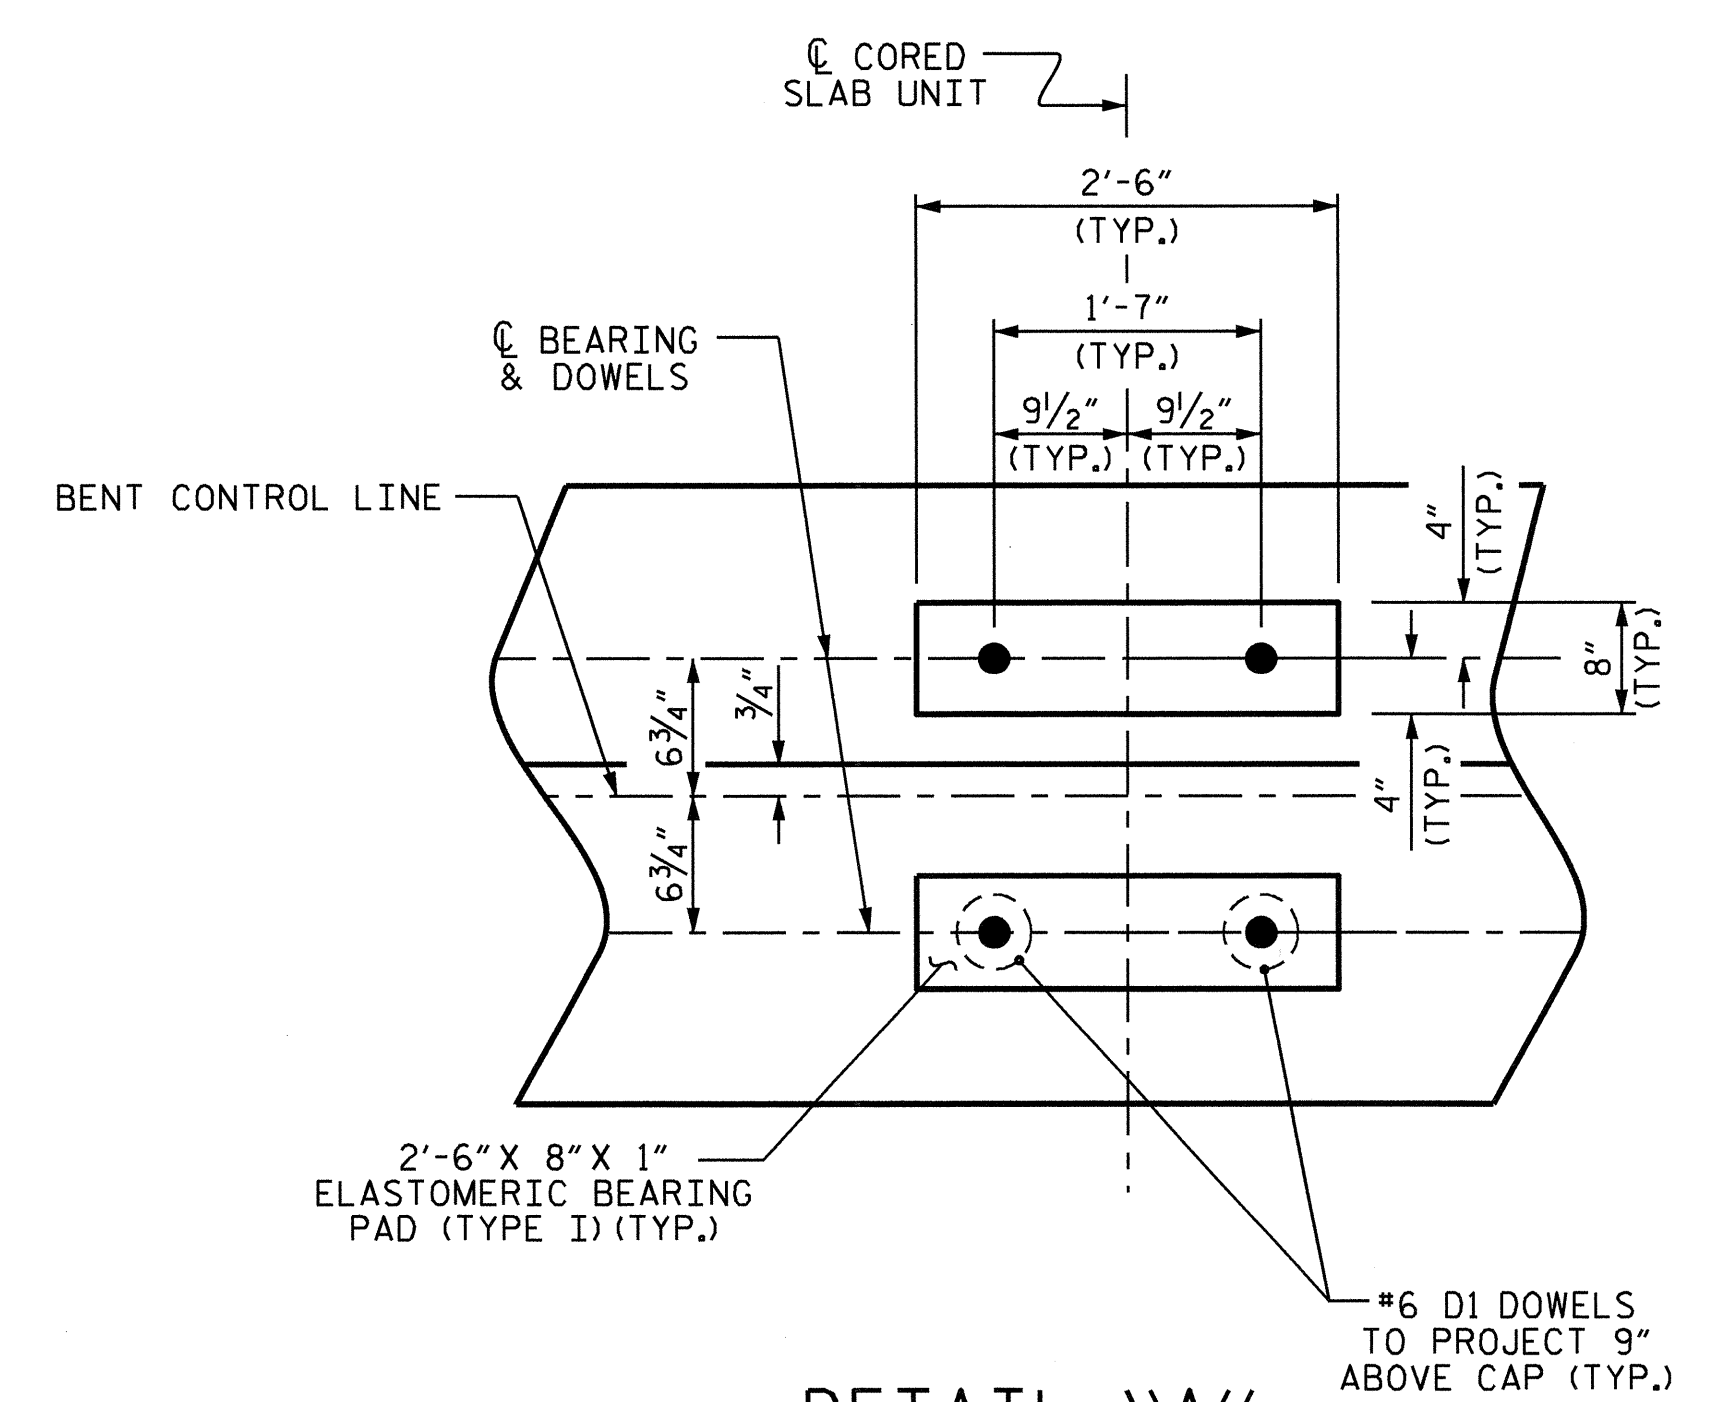 ℄ CORED
SLAB UNIT
2'-6"
(TYP.)
1'-7"
(TYP.)
℄ BEARING
& DOWELS
9½" 9½"
(TYP.) (TYP.)
BENT CONTROL LINE
4"
(TYP.)
8"
(TYP.)
6¾"
¾"
4"
(TYP.)
6¾"
2'-6" X 8" X 1"
ELASTOMERIC BEARING
PAD (TYPE I) (TYP.)
#6 D1 DOWELS
TO PROJECT 9"
ABOVE CAP (TYP.)
DETAIL